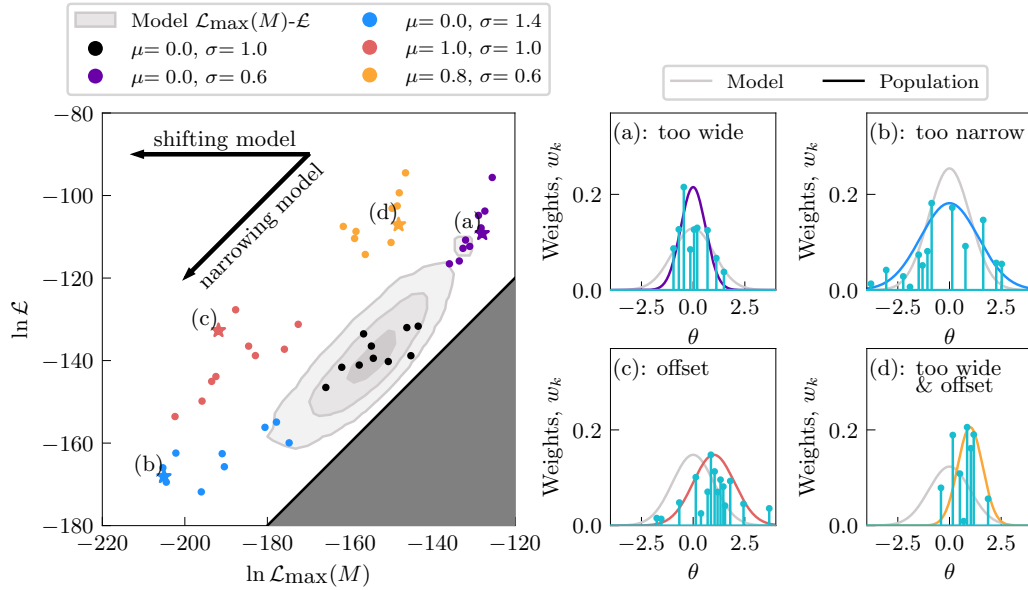 Model ℒmax(M)-ℒ
μ= 0.0, σ= 1.0
μ= 0.0, σ= 0.6
μ= 0.0, σ= 1.4
μ= 1.0, σ= 1.0
μ= 0.8, σ= 0.6
ln ℒ
−80
−100
−120
−140
−160
−180
shifting model
narrowing model
(a)
(d)
(c)
(b)
−220
−200
−180
−160
−140
−120
ln ℒmax(M)
Model
Population
(a): too wide
Weights, wₖ
0.2
0.0
−2.5
0.0
2.5
θ
(b): too narrow
Weights, wₖ
0.2
0.0
−2.5
0.0
2.5
θ
(c): offset
Weights, wₖ
0.2
0.0
−2.5
0.0
2.5
θ
(d): too wide
& offset
Weights, wₖ
0.2
0.0
−2.5
0.0
2.5
θ